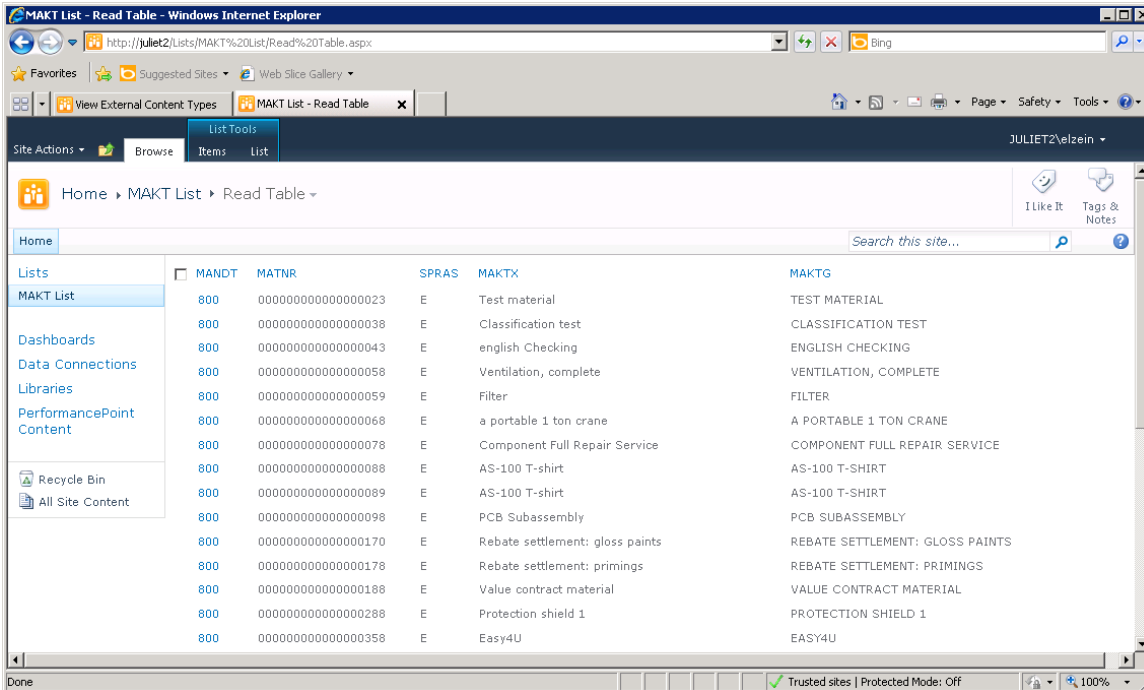 MAKT List - Read Table - Windows Internet Explorer
http://juliet2/Lists/MAKT%20List/Read%20Table.aspx
Bing
Favorites Suggested Sites Web Slice Gallery
View External Content Types MAKT List - Read Table Page Safety Tools
List Tools
Site Actions Browse Items List JULIET2\elzein
Home MAKT List Read Table
I Like It Tags &
Notes
Home Search this site...
Lists
MAKT List
Dashboards
Data Connections
Libraries
PerformancePoint
Content
Recycle Bin
All Site Content
MANDT MATNR SPRAS MAKTX MAKTG
800 000000000000000023 E Test material TEST MATERIAL
800 000000000000000038 E Classification test CLASSIFICATION TEST
800 000000000000000043 E english Checking ENGLISH CHECKING
800 000000000000000058 E Ventilation, complete VENTILATION, COMPLETE
800 000000000000000059 E Filter FILTER
800 000000000000000068 E a portable 1 ton crane A PORTABLE 1 TON CRANE
800 000000000000000078 E Component Full Repair Service COMPONENT FULL REPAIR SERVICE
800 000000000000000088 E AS-100 T-shirt AS-100 T-SHIRT
800 000000000000000089 E AS-100 T-shirt AS-100 T-SHIRT
800 000000000000000098 E PCB Subassembly PCB SUBASSEMBLY
800 000000000000000170 E Rebate settlement: gloss paints REBATE SETTLEMENT: GLOSS PAINTS
800 000000000000000178 E Rebate settlement: primings REBATE SETTLEMENT: PRIMINGS
800 000000000000000188 E Value contract material VALUE CONTRACT MATERIAL
800 000000000000000288 E Protection shield 1 PROTECTION SHIELD 1
800 000000000000000358 E Easy4U EASY4U
Done Trusted sites | Protected Mode: Off 100%